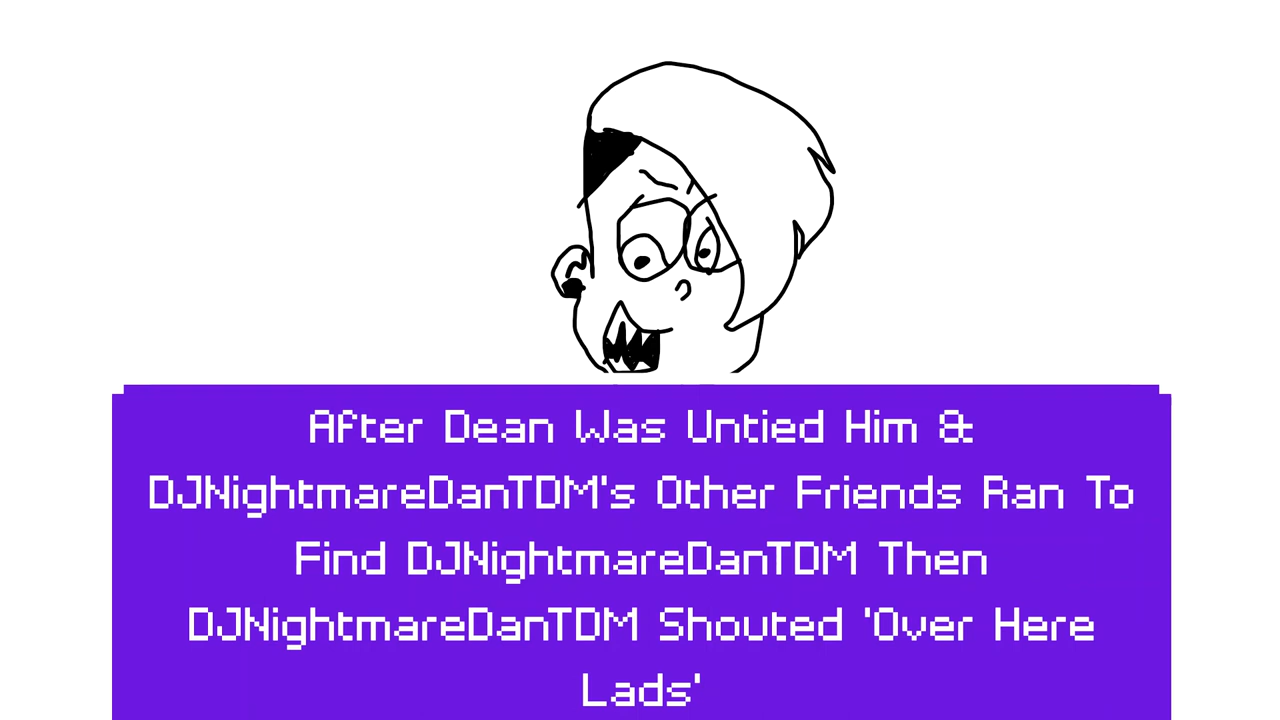 After Dean Was Untied Him &
DJNightmareDanTDM's Other Friends Ran To
Find DJNightmareDanTDM Then
DJNightmareDanTDM Shouted 'Over Here
Lads'